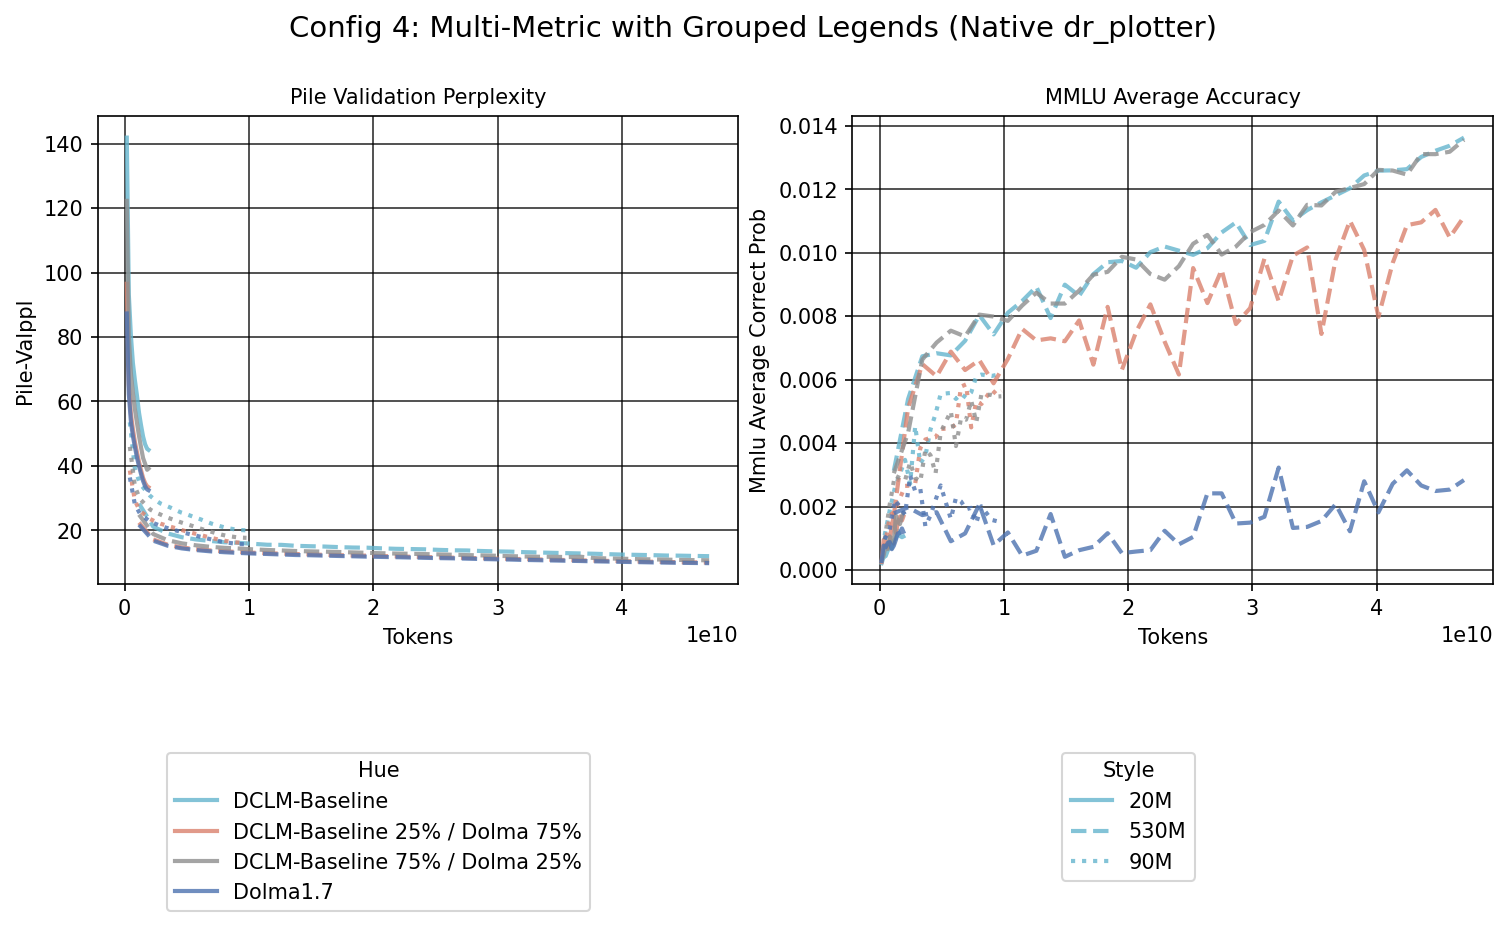 Config 4: Multi-Metric with Grouped Legends (Native dr_plotter)
Pile Validation Perplexity
140
120
100
80
60
40
20
Pile-Valppl
0
1
2
3
4
1e10
Tokens
MMLU Average Accuracy
0.014
0.012
0.010
0.008
0.006
0.004
0.002
0.000
Mmlu Average Correct Prob
0
1
2
3
4
1e10
Tokens
Hue
DCLM-Baseline
DCLM-Baseline 25% / Dolma 75%
DCLM-Baseline 75% / Dolma 25%
Dolma1.7
Style
20M
530M
90M